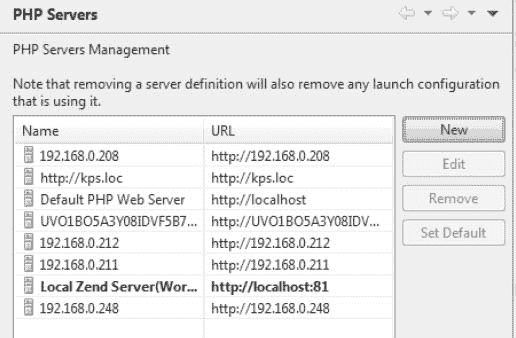 PHP Servers
PHP Servers Management
Note that removing a server definition will also remove any launch configuration
that is using it.
Name URL
192.168.0.208 http://192.168.0.208
http://kps.loc http://kps.loc
Default PHP Web Server http://localhost
UVO1BO5A3Y08IDVF5B7... http://UVO1BO5A3Y08IDV...
192.168.0.212 http://192.168.0.212
192.168.0.211 http://192.168.0.211
Local Zend Server(Wor... http://localhost:81
192.168.0.248 http://192.168.0.248
New
Edit
Remove
Set Default